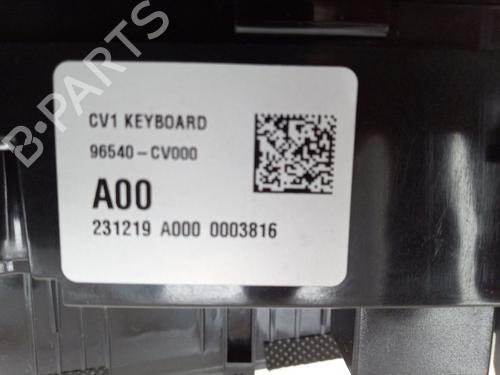 CV1 KEYBOARD
96540-CV000
A00
231219 A000 0003816
B-PARTS